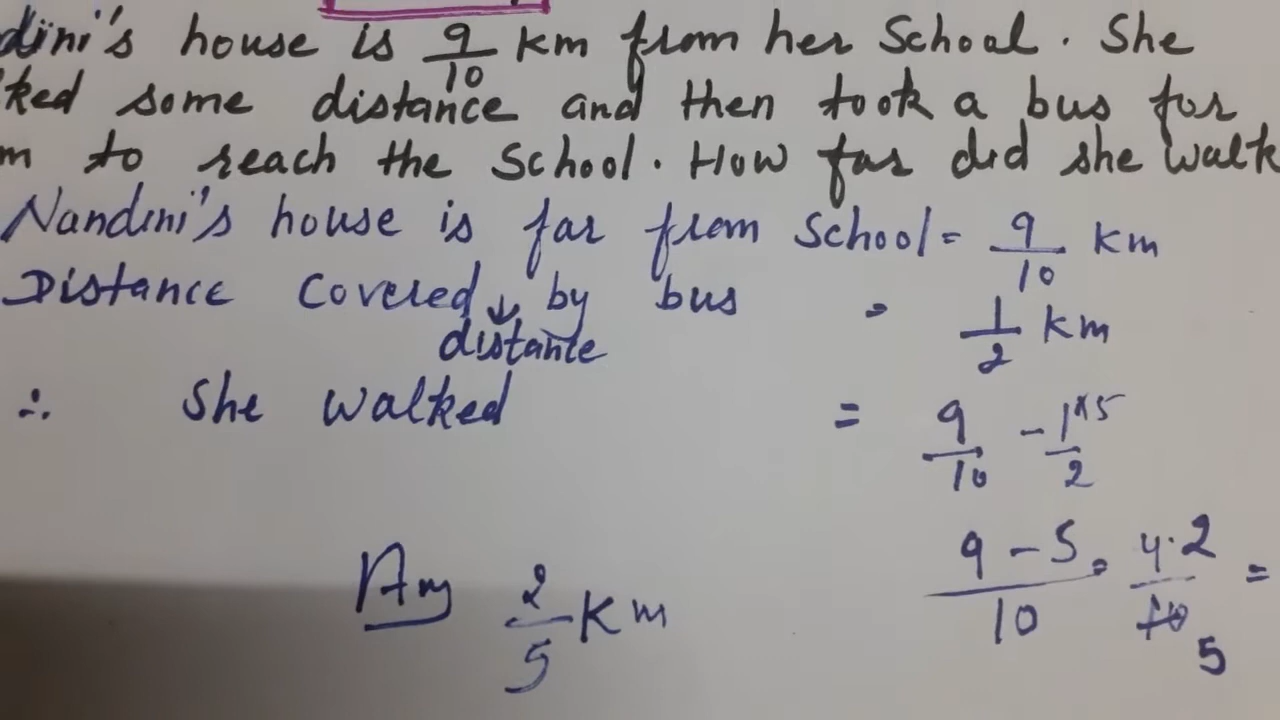 dini's house is 9/10 km from her School. She
ked some distance and then took a bus for
m to reach the School. How far did she walk
Nandini's house is far from School = 9/10 km
Distance Covered by bus = 1/2 km
distance
∴ She walked = 9/10 - 1×5/2
9-5/10 = 4 2/10 5 =
Ans 2/5 Km